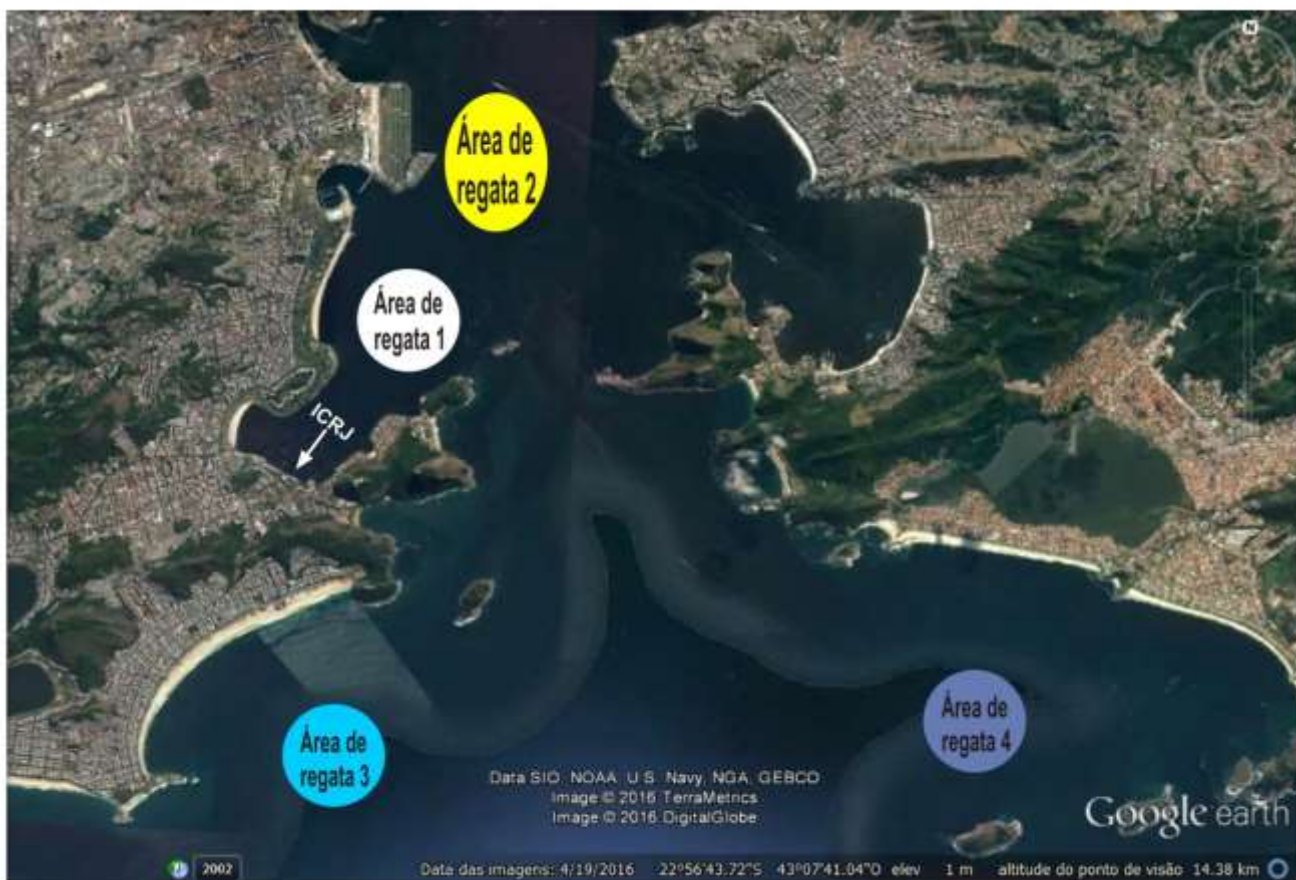 N
Área de
regata 2
Área de
regata 1
ICRJ
Área de
regata 3
Área de
regata 4
Data SIO, NOAA, U.S. Navy, NGA, GEBCO
Image © 2016 TerraMetrics
Image © 2016 DigitalGlobe
Google earth
2002
Data das imagens: 4/19/2016 22°56'43.72"S 43°07'41.04"O elev 1 m altitude do ponto de visão 14.38 km